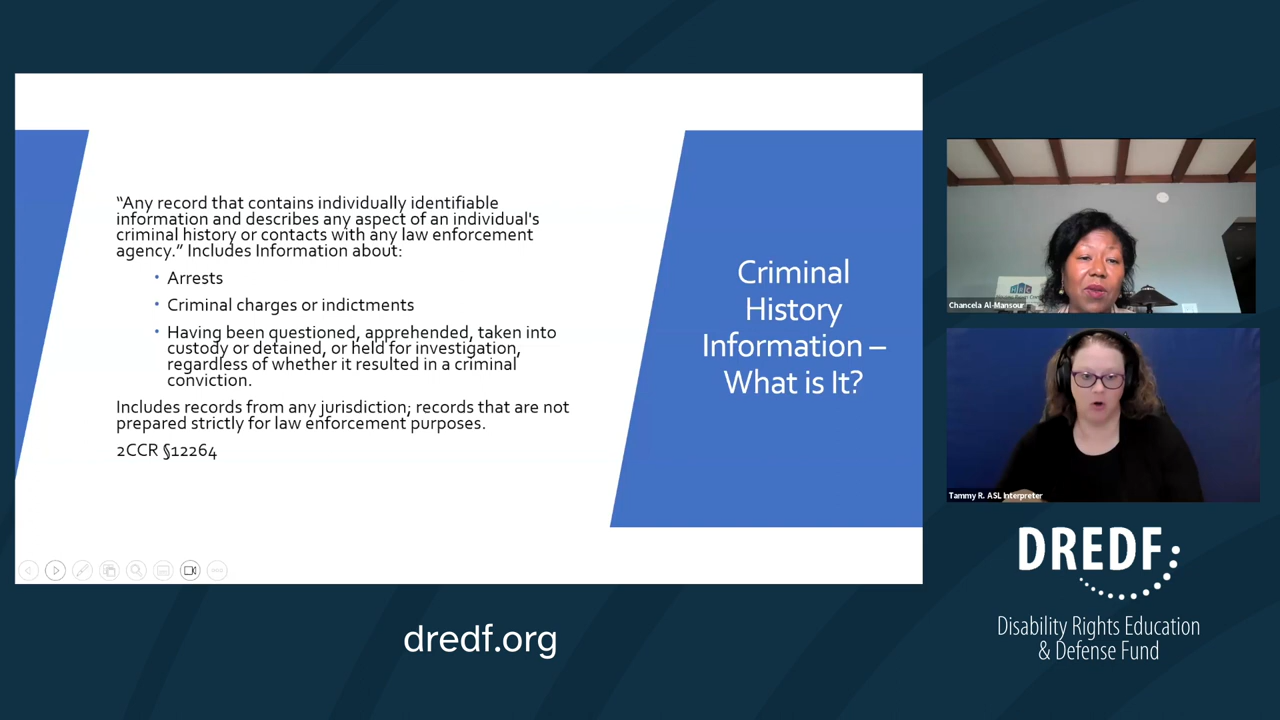 “Any record that contains individually identifiable
information and describes any aspect of an individual's
criminal history or contacts with any law enforcement
agency.” Includes Information about:
• Arrests
• Criminal charges or indictments
• Having been questioned, apprehended, taken into
custody or detained, or held for investigation,
regardless of whether it resulted in a criminal
conviction.
Includes records from any jurisdiction; records that are not
prepared strictly for law enforcement purposes.
2CCR §12264
Criminal
History
Information –
What is It?
Chancela Al-Mansour
Tammy R. ASL Interpreter
DREDF
Disability Rights Education
& Defense Fund
dredf.org